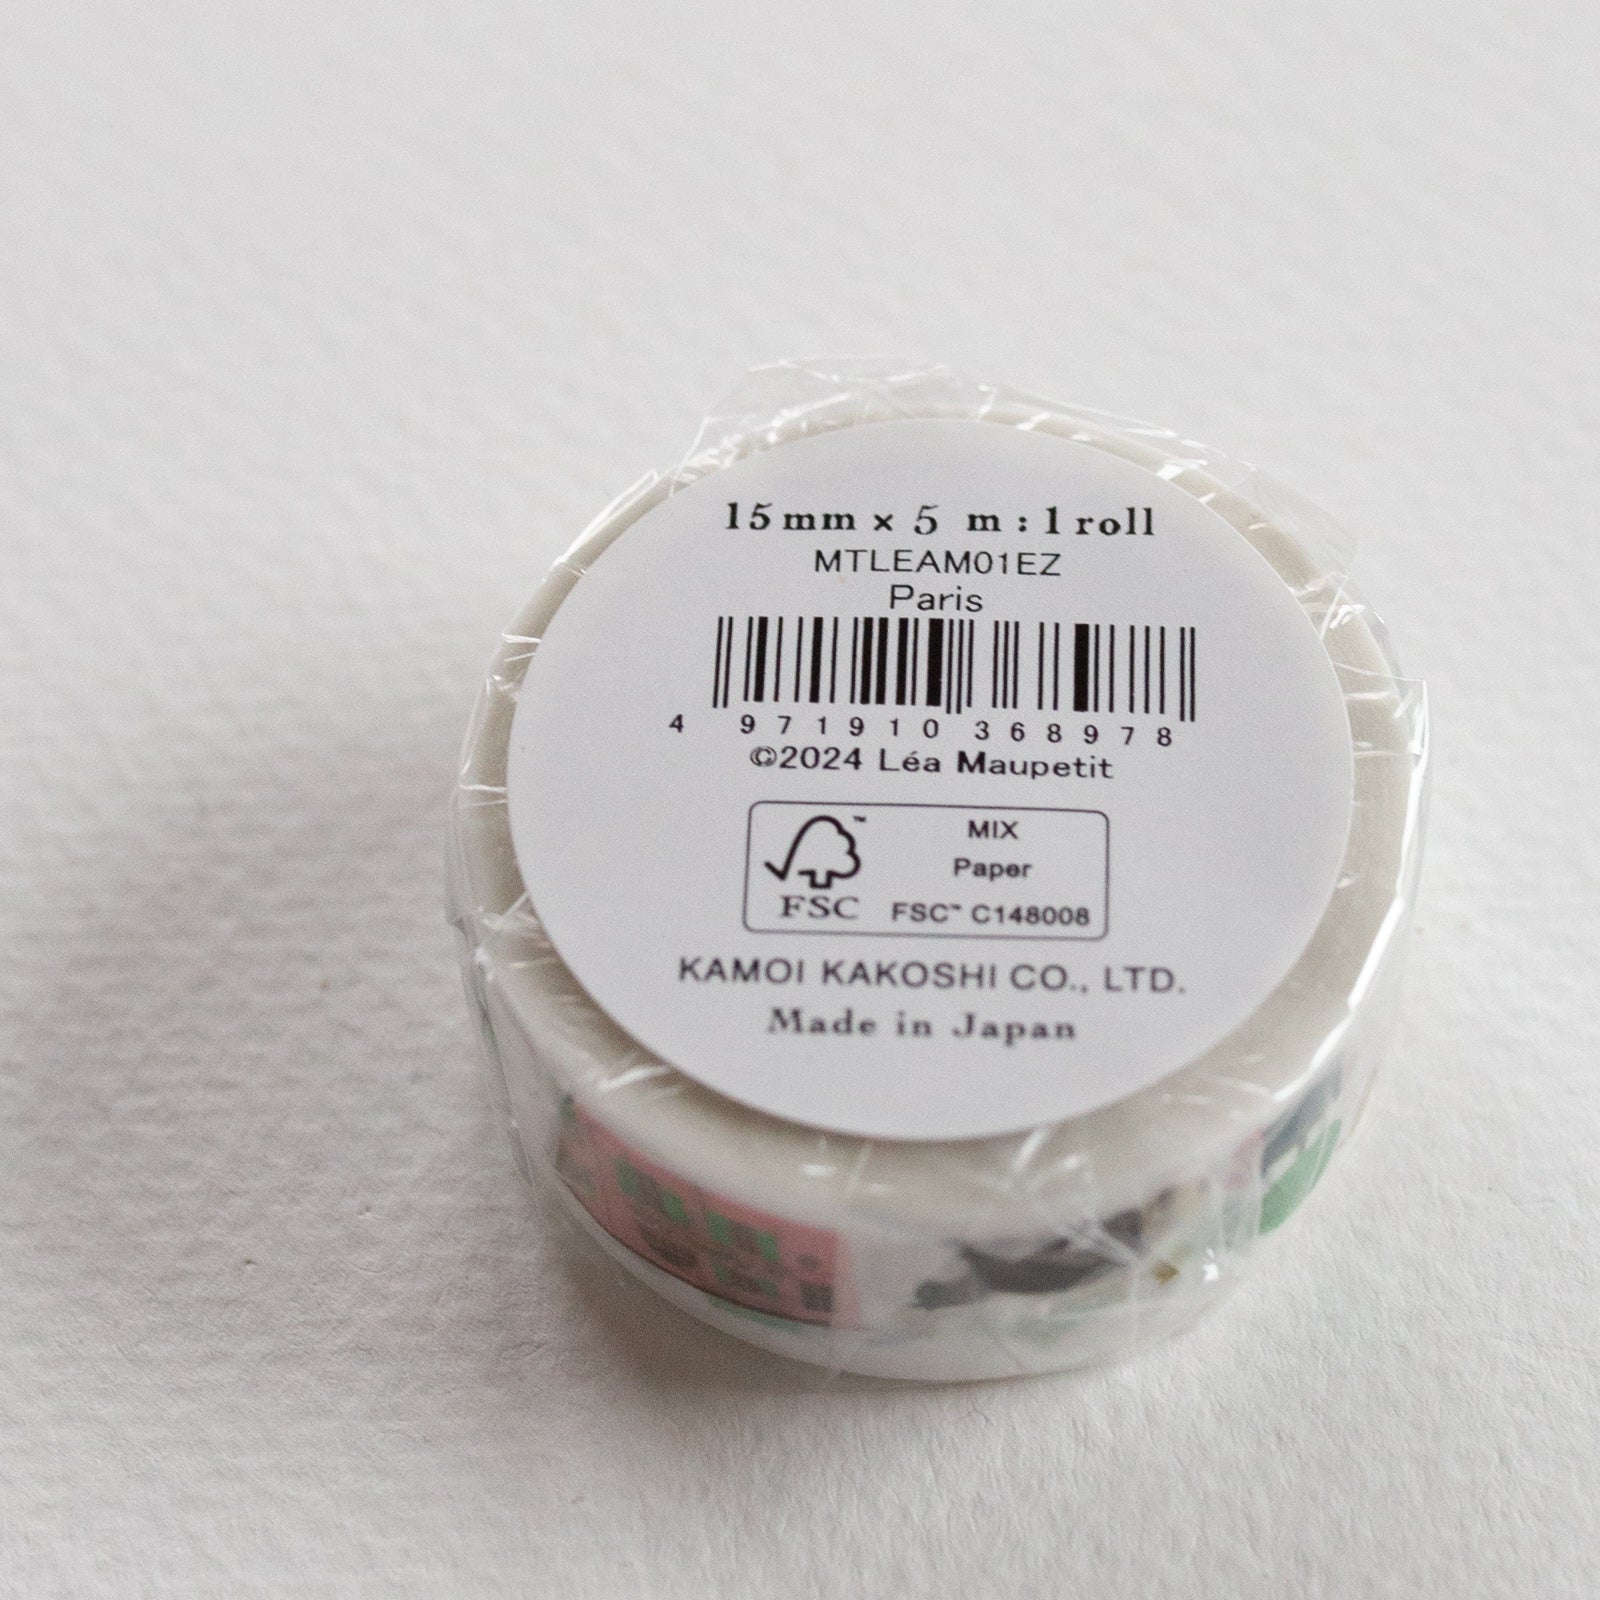 15mm × 5 m : 1 roll
MTLEAM01EZ
Paris
4 971910 368978
©2024 Léa Maupetit
MIX
Paper
FSC™ C148008
FSC
™
KAMOI KAKOSHI CO., LTD.
Made in Japan